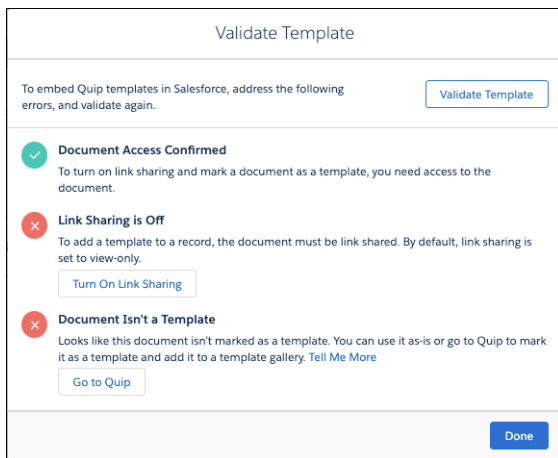 Validate Template
To embed Quip templates in Salesforce, address the following
errors, and validate again.
Validate Template
Document Access Confirmed
To turn on link sharing and mark a document as a template, you need access to the
document.
Link Sharing is Off
To add a template to a record, the document must be link shared. By default, link sharing is
set to view-only.
Turn On Link Sharing
Document Isn't a Template
Looks like this document isn't marked as a template. You can use it as-is or go to Quip to mark
it as a template and add it to a template gallery. Tell Me More
Go to Quip
Done